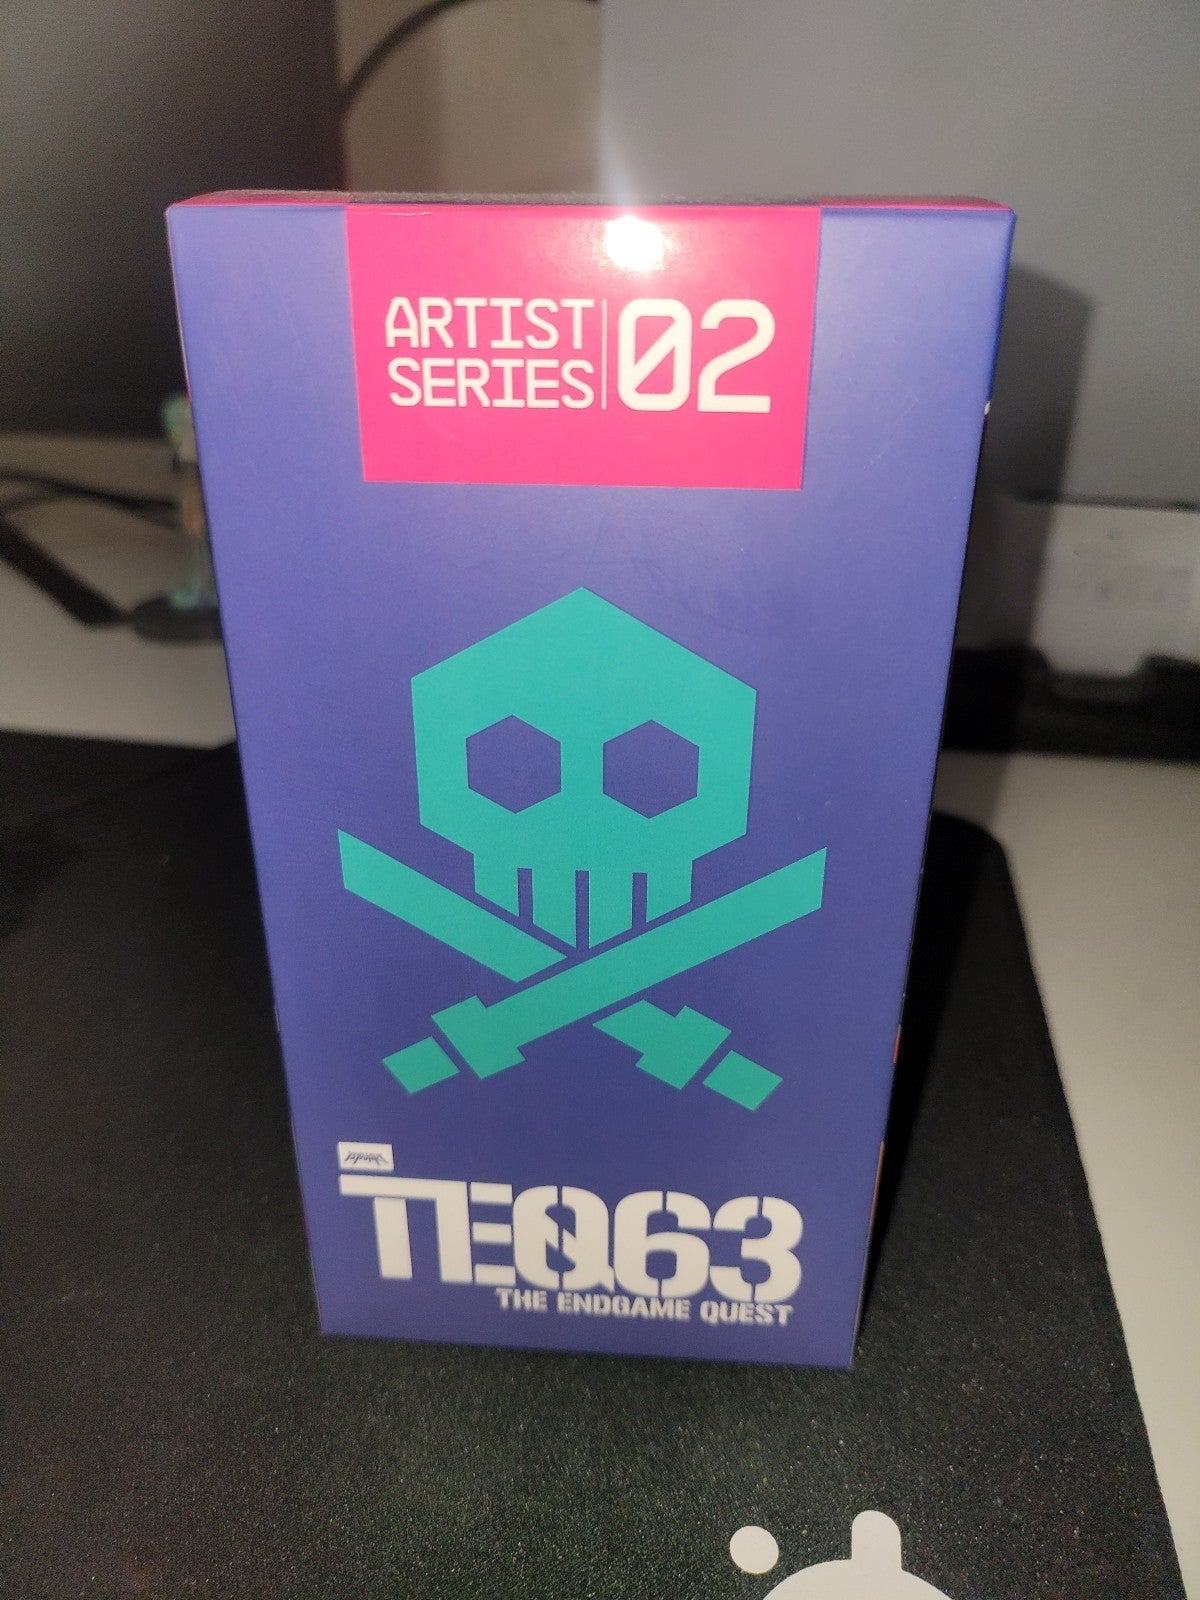 ARTIST
SERIES
02
TEQ63
THE ENDGAME QUEST